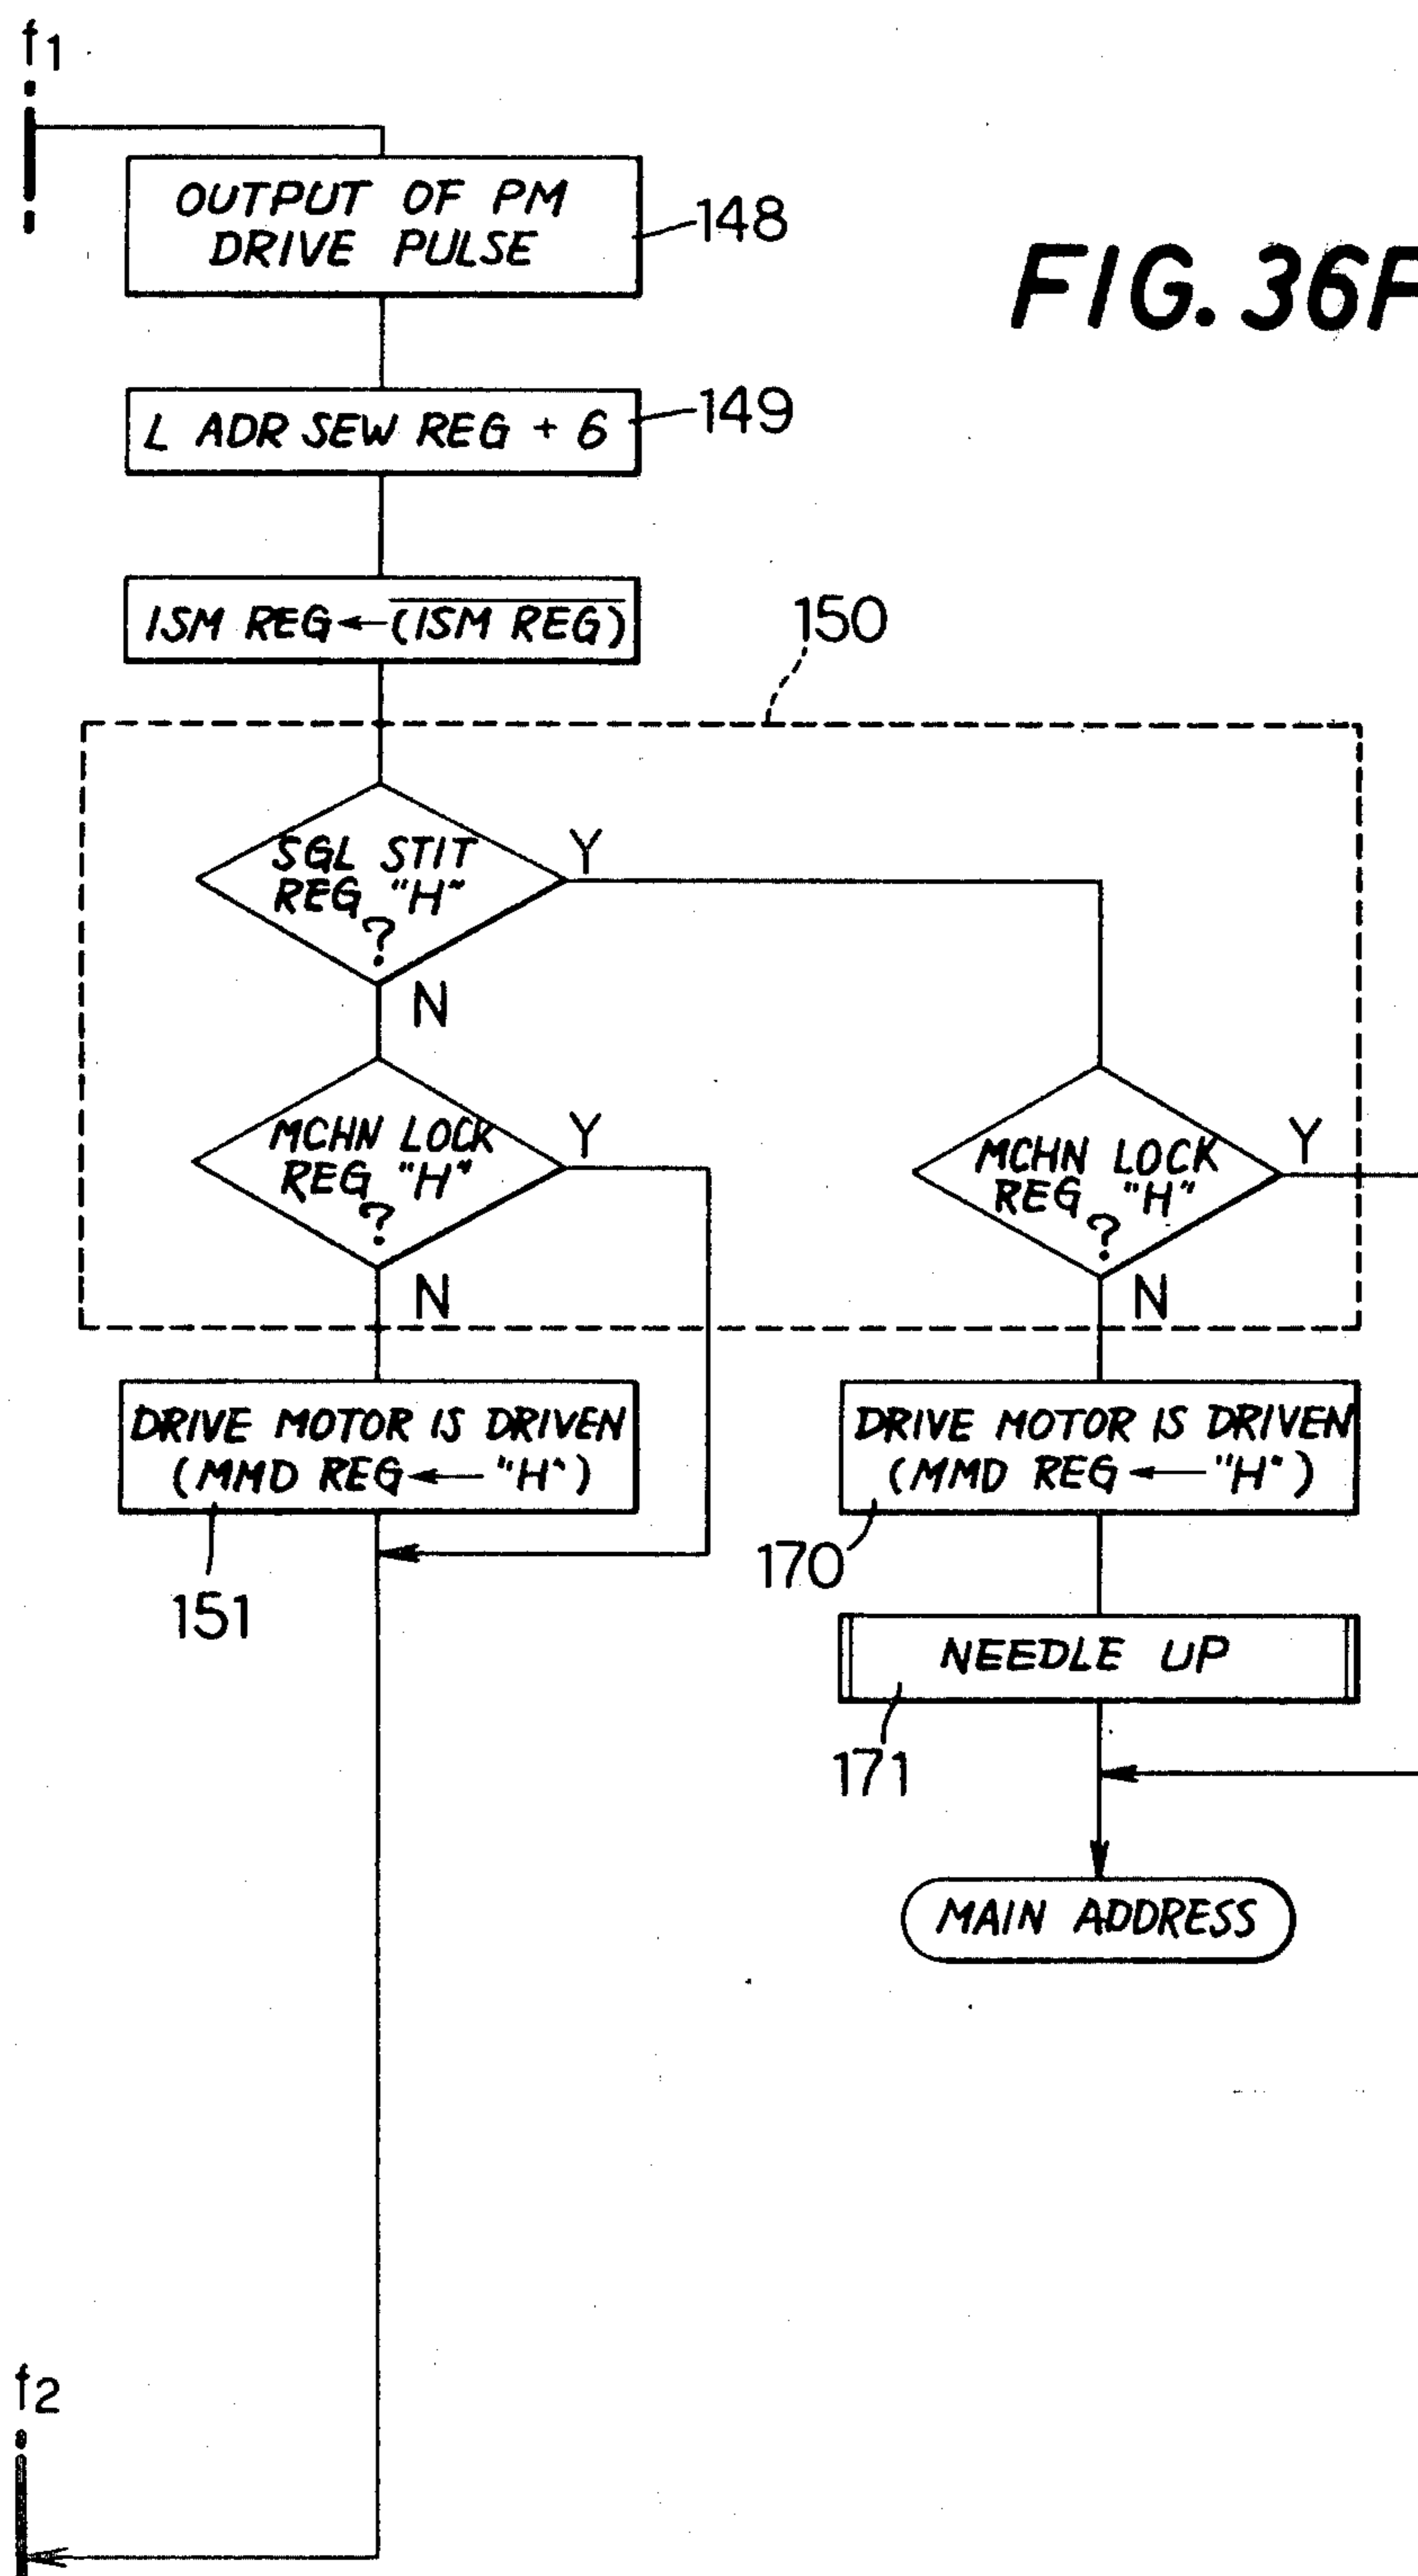 f1
OUTPUT OF PM
DRIVE PULSE
148
FIG. 36F
L ADR SEW REG + 6
149
ISM REG ← (ISM REG)
150
SGL STIT
REG "H"
?
Y
N
MCHN LOCK
REG "H"
?
Y
N
MCHN LOCK
REG "H"
?
Y
N
DRIVE MOTOR IS DRIVEN
(MMD REG ← "H")
151
DRIVE MOTOR IS DRIVEN
(MMD REG ← "H")
170
NEEDLE UP
171
MAIN ADDRESS
f2